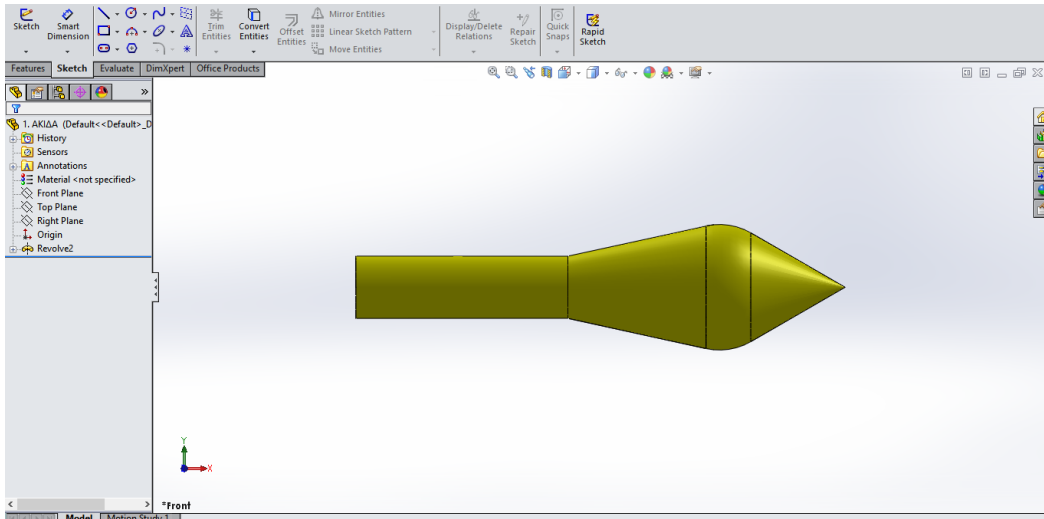 Sketch
Smart Dimension
Trim Entities
Convert Entities
Offset Entities
Mirror Entities
Linear Sketch Pattern
Move Entities
Display/Delete Relations
Repair Sketch
Quick Snaps
Rapid Sketch
Features Sketch Evaluate DimXpert Office Products
1. ΑΚΙΔΑ (Default<<Default>_D
History
Sensors
Annotations
Material <not specified>
Front Plane
Top Plane
Right Plane
Origin
Revolve2
Y
X
*Front
Model Motion Study 1